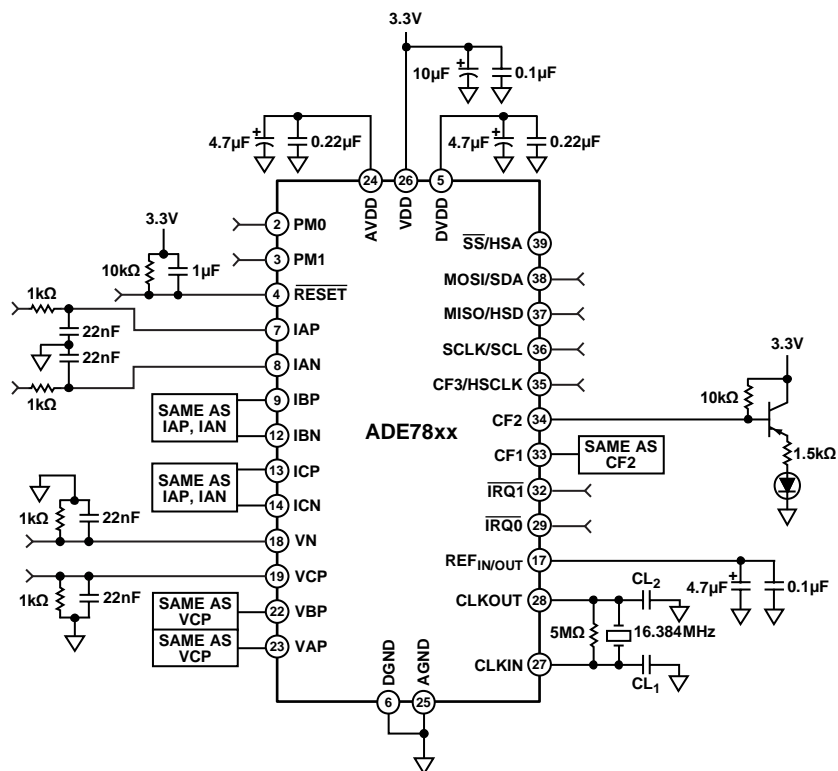 3.3V
10µF
+
0.1µF
4.7µF
+
0.22µF
4.7µF
+
0.22µF
24
26
5
AVDD
VDD
DVDD
3.3V
10kΩ
1µF
2
PM0
3
PM1
4
RESET
1kΩ
22nF
7
IAP
22nF
8
IAN
1kΩ
SAME AS
IAP, IAN
9
IBP
12
IBN
SAME AS
IAP, IAN
13
ICP
14
ICN
1kΩ
22nF
18
VN
19
VCP
1kΩ
22nF
SAME AS
VCP
22
VBP
SAME AS
VCP
23
VAP
ADE78xx
SS/HSA
39
MOSI/SDA
38
MISO/HSD
37
SCLK/SCL
36
CF3/HSCLK
35
CF2
34
CF1
33
SAME AS
CF2
IRQ1
32
IRQ0
29
REFIN/OUT
17
CLKOUT
28
CLKIN
27
3.3V
10kΩ
1.5kΩ
4.7µF
+
0.1µF
CL2
5MΩ
16.384MHz
CL1
DGND
AGND
6
25